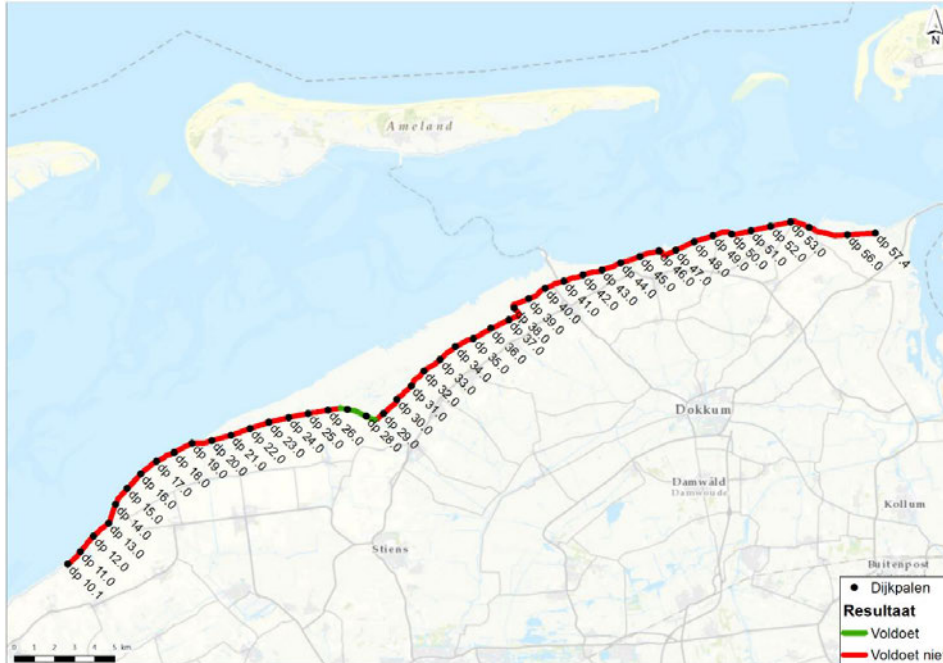 N
Ameland
dp 57.4
dp 56.0
dp 53.0
dp 52.0
dp 51.0
dp 50.0
dp 49.0
dp 48.0
dp 47.0
dp 46.0
dp 45.0
dp 44.0
dp 43.0
dp 42.0
dp 41.0
dp 40.0
dp 39.0
dp 38.0
dp 37.0
dp 36.0
dp 35.0
dp 34.0
dp 33.0
dp 32.0
dp 31.0
dp 30.0
dp 29.0
dp 28.0
dp 26.0
dp 25.0
dp 24.0
dp 23.0
dp 22.0
dp 21.0
dp 20.0
dp 19.0
dp 18.0
dp 17.0
dp 16.0
dp 15.0
dp 14.0
dp 13.0
dp 12.0
dp 11.0
dp 10.1
Dokkum
Damwâld
Damwoude
Kollum
Stiens
Buitenpost
Dijkpalen
Resultaat
Voldoet
Voldoet niet
0 1 2 3 4 5 km